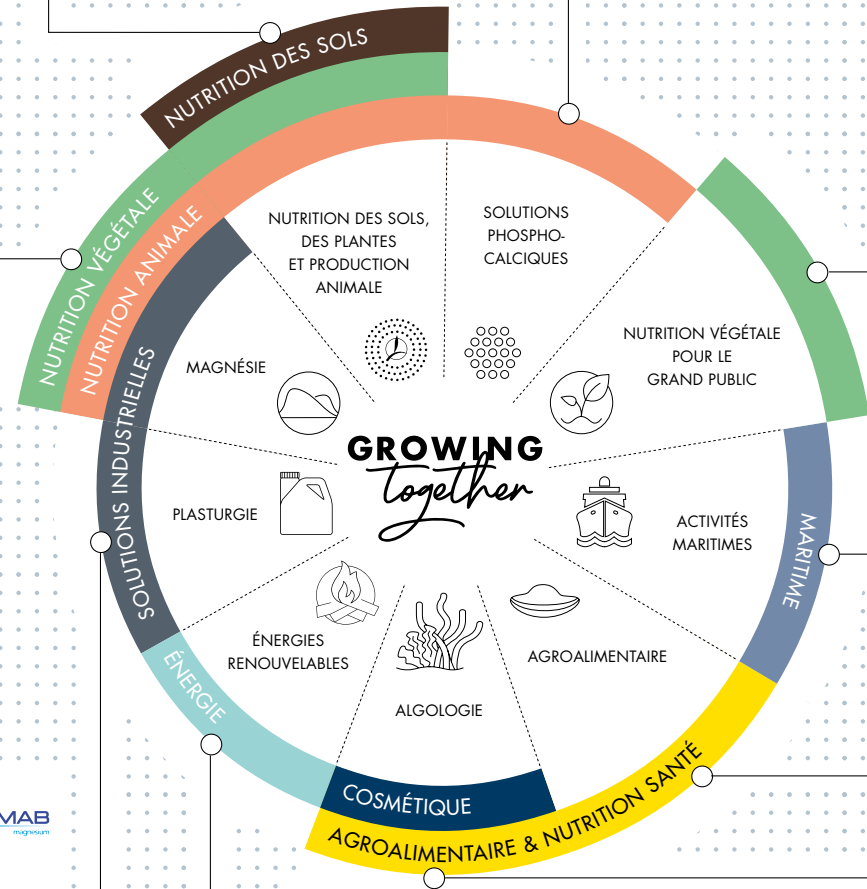 NUTRITION DES SOLS
NUTRITION VÉGÉTALE
NUTRITION ANIMALE
NUTRITION DES SOLS,
DES PLANTES
ET PRODUCTION
ANIMALE
SOLUTIONS
PHOSPHO-
CALCIQUES
NUTRITION VÉGÉTALE
POUR LE
GRAND PUBLIC
MAGNÉSIE
SOLUTIONS INDUSTRIELLES
GROWING
together
PLASTURGIE
ACTIVITÉS
MARITIMES
MARITIME
ÉNERGIES
RENOUVELABLES
AGROALIMENTAIRE
ALGOLOGIE
ÉNERGIE
COSMÉTIQUE
AGROALIMENTAIRE & NUTRITION SANTÉ
MAB
magnesium